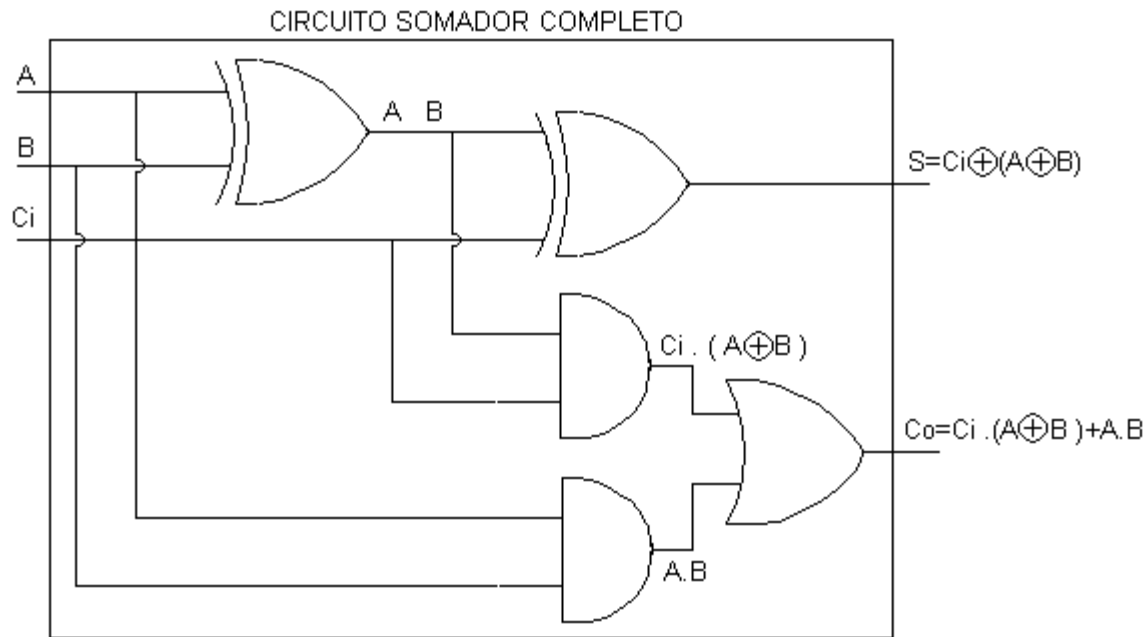 CIRCUITO SOMADOR COMPLETO
A
B
Ci
A B
S=Ci⊕(A⊕B)
Ci . ( A⊕B )
Co=Ci .(A⊕B )+A.B
A.B